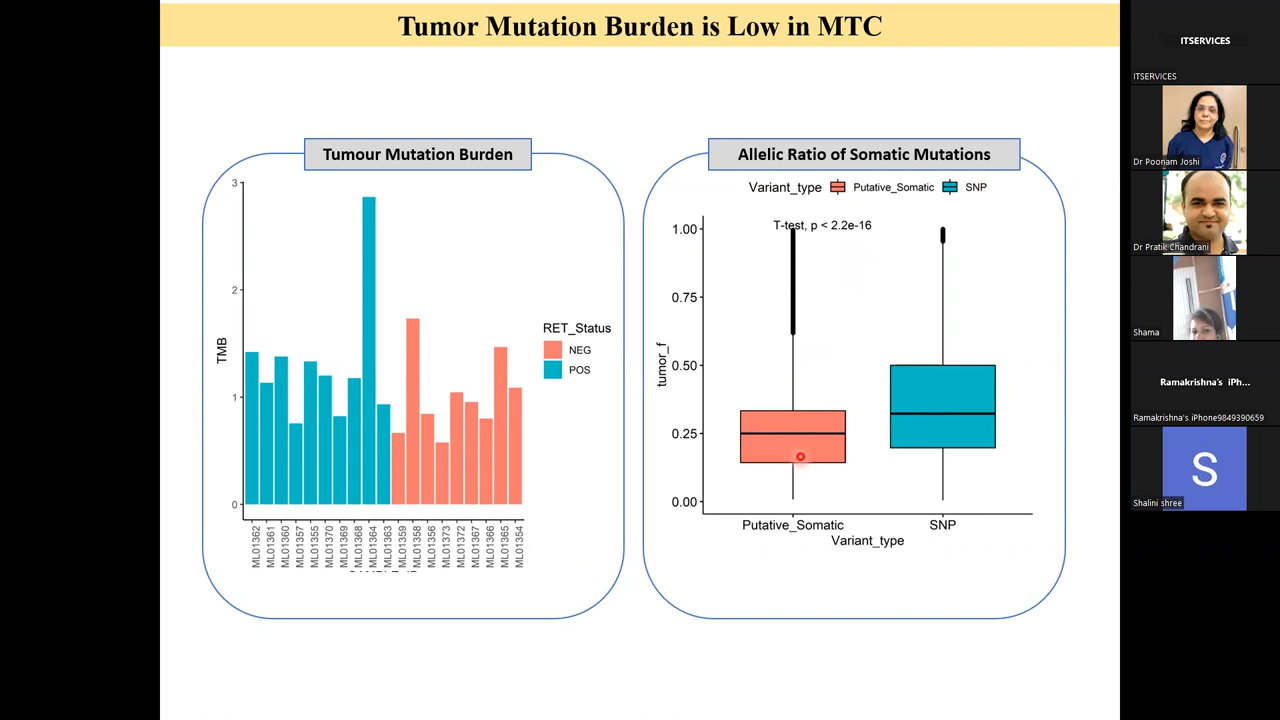 Tumor Mutation Burden is Low in MTC
Tumour Mutation Burden
TMB
3
2
1
0
ML01362
ML01361
ML01360
ML01357
ML01355
ML01370
ML01369
ML01368
ML01364
ML01363
ML01359
ML01358
ML01356
ML01373
ML01372
ML01367
ML01366
ML01365
ML01354
RET_Status
NEG
POS
Allelic Ratio of Somatic Mutations
Variant_type Putative_Somatic SNP
T-test, p < 2.2e-16
tumor_f
1.00
0.75
0.50
0.25
0.00
Putative_Somatic SNP
Variant_type
ITSERVICES
ITSERVICES
Dr Poonam Joshi
Dr Pratik Chandrani
Shama
Ramakrishna's iPh...
Ramakrishna's iPhone9849390659
S
Shalini shree